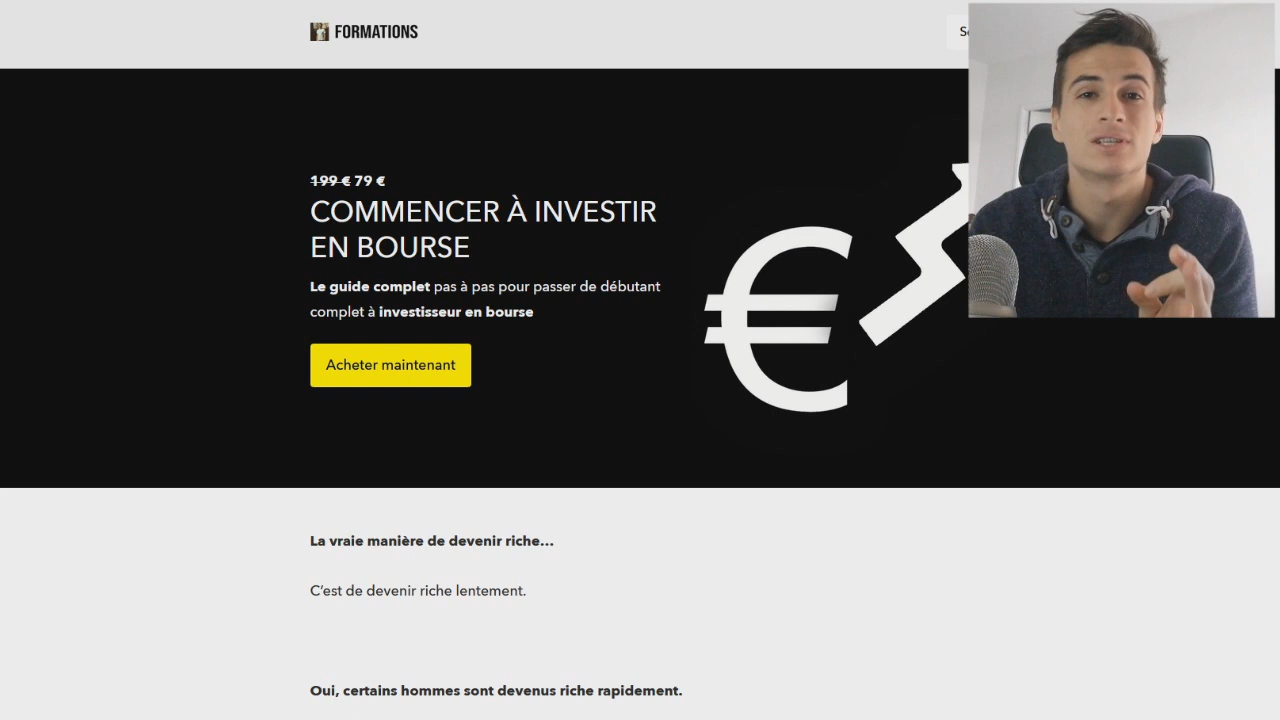 FORMATIONS
199 € 79 €
COMMENCER À INVESTIR
EN BOURSE
Le guide complet pas à pas pour passer de débutant
complet à investisseur en bourse
Acheter maintenant
La vraie manière de devenir riche...
C'est de devenir riche lentement.
Oui, certains hommes sont devenus riche rapidement.